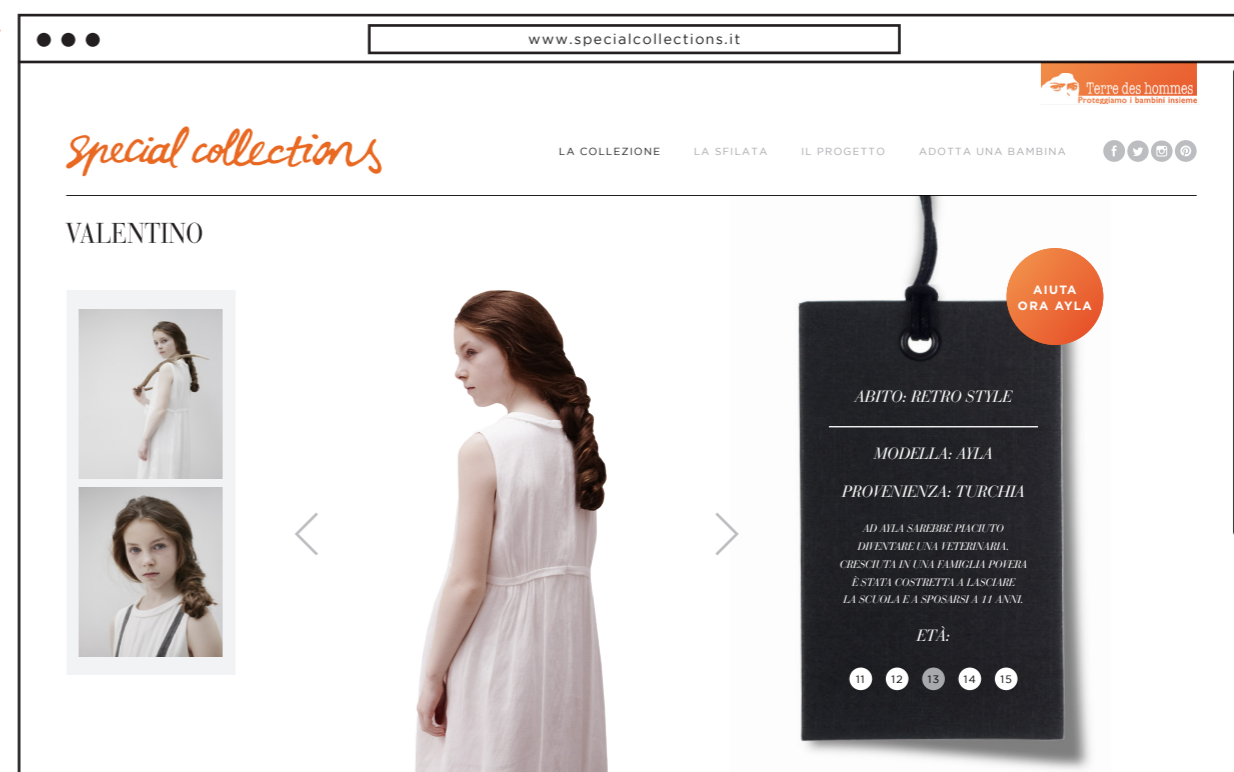 www.specialcollections.it
Terre des hommes
Proteggiamo i bambini insieme
special collections
LA COLLEZIONE LA SFILATA IL PROGETTO ADOTTA UNA BAMBINA
VALENTINO
AIUTA
ORA AYLA
ABITO: RETRO STYLE
MODELLA: AYLA
PROVENIENZA: TURCHIA
AD AYLA SAREBBE PIACIUTO
DIVENTARE UNA VETERINARIA.
CRESCIUTA IN UNA FAMIGLIA POVERA
È STATA COSTRETTA A LASCIARE
LA SCUOLA E A SPOSARSI A 11 ANNI.
ETÀ:
11 12 13 14 15